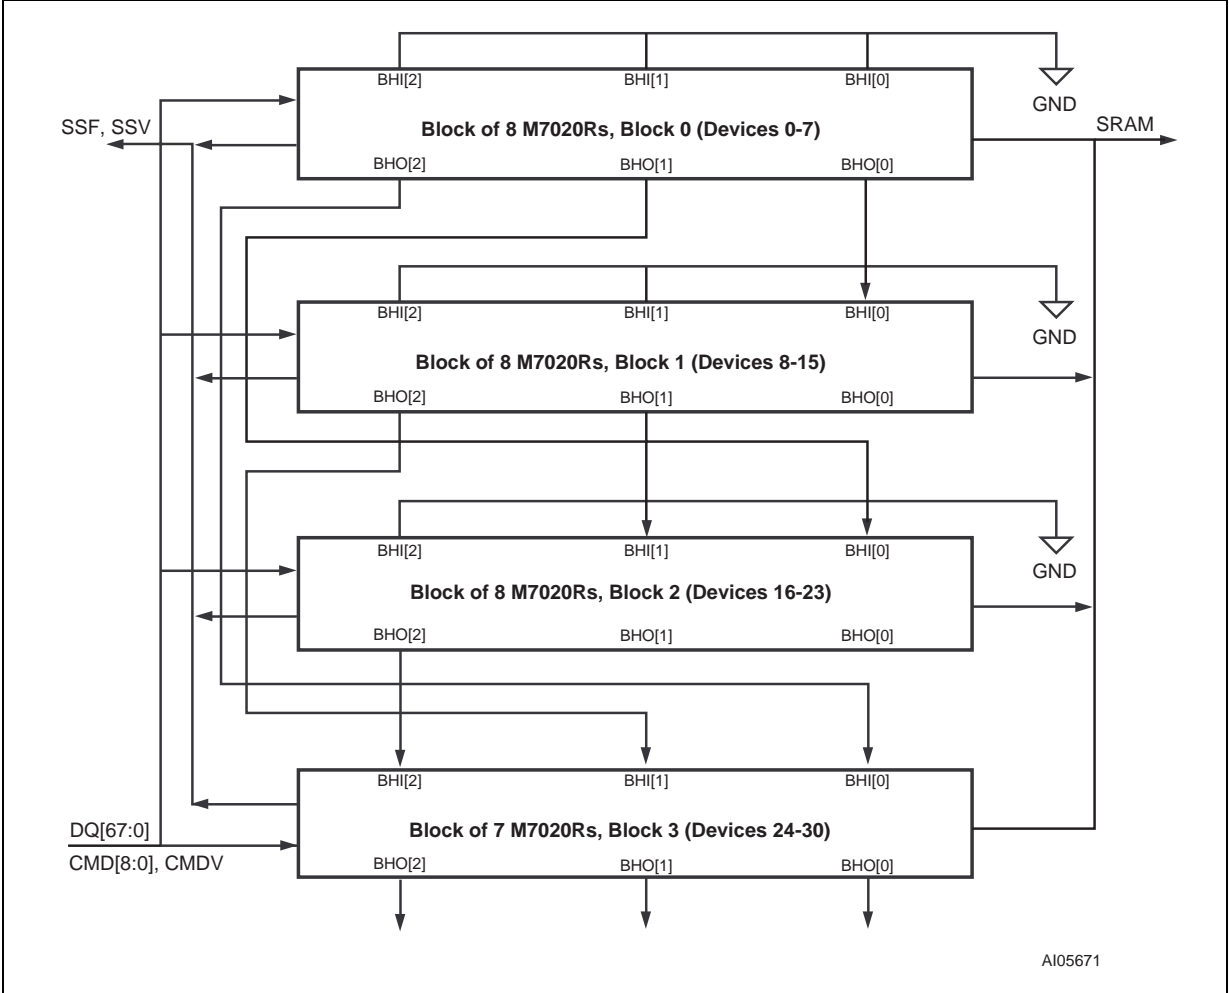 BHI[2] BHI[1] BHI[0]
GND
SSF, SSV
Block of 8 M7020Rs, Block 0 (Devices 0-7)
SRAM
BHO[2] BHO[1] BHO[0]
BHI[2] BHI[1] BHI[0]
GND
Block of 8 M7020Rs, Block 1 (Devices 8-15)
BHO[2] BHO[1] BHO[0]
BHI[2] BHI[1] BHI[0]
GND
Block of 8 M7020Rs, Block 2 (Devices 16-23)
BHO[2] BHO[1] BHO[0]
BHI[2] BHI[1] BHI[0]
DQ[67:0]
Block of 7 M7020Rs, Block 3 (Devices 24-30)
CMD[8:0], CMDV
BHO[2] BHO[1] BHO[0]
AI05671